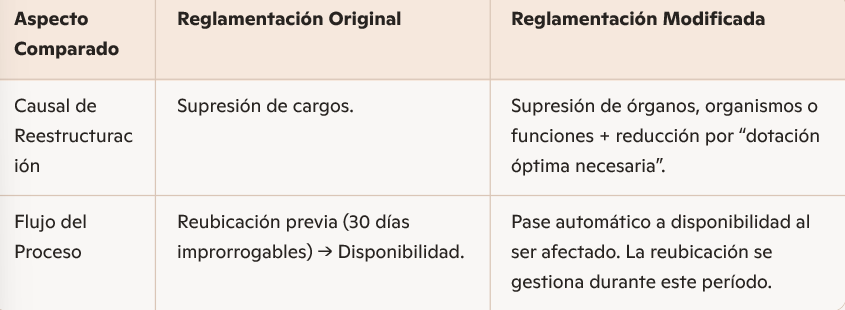 Aspecto
Comparado
Reglamentación Original
Reglamentación Modificada
Causal de
Reestructurac
ión
Supresión de cargos.
Supresión de órganos, organismos o
funciones + reducción por “dotación
óptima necesaria”.
Flujo del
Proceso
Reubicación previa (30 días
improrrogables) → Disponibilidad.
Pase automático a disponibilidad al
ser afectado. La reubicación se
gestiona durante este período.